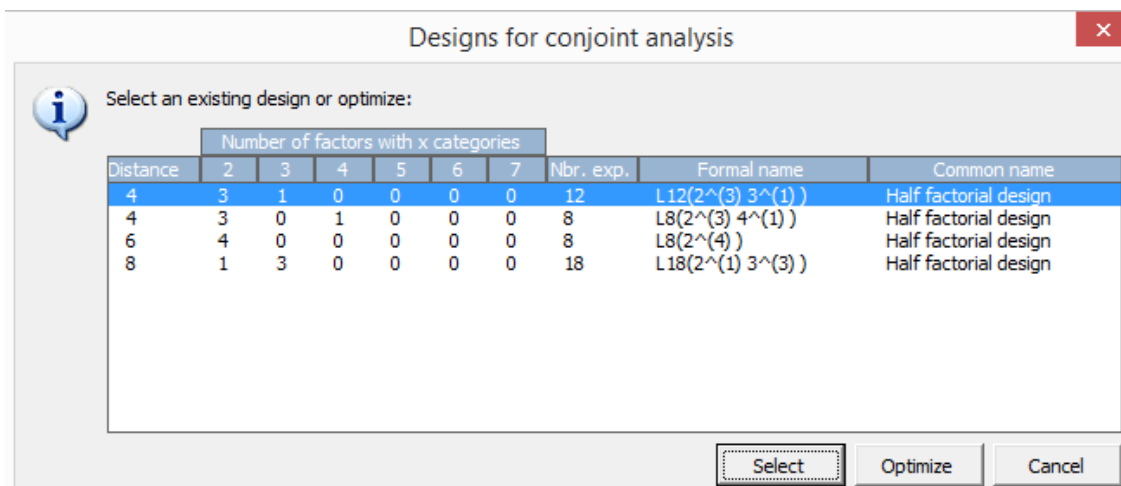 Designs for conjoint analysis
Select an existing design or optimize:
Number of factors with x categories
Distance 2 3 4 5 6 7 Nbr. exp. Formal name Common name
4 3 1 0 0 0 0 12 L12(2^(3) 3^(1) ) Half factorial design
4 3 0 1 0 0 0 8 L8(2^(3) 4^(1) ) Half factorial design
6 4 0 0 0 0 0 8 L8(2^(4) ) Half factorial design
8 1 3 0 0 0 0 18 L18(2^(1) 3^(3) ) Half factorial design
Select Optimize Cancel